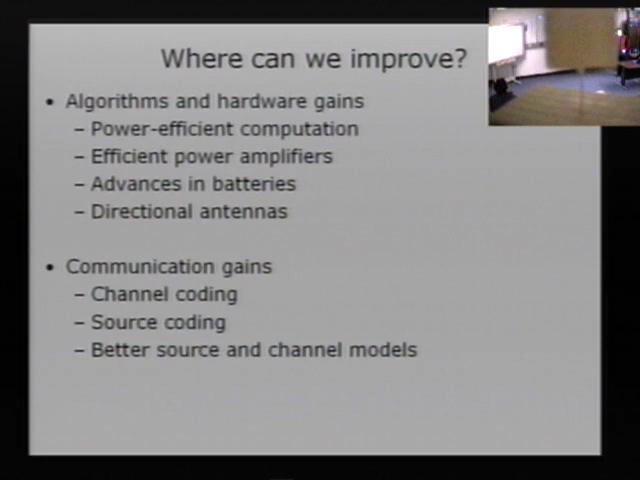 Where can we improve?
• Algorithms and hardware gains
– Power-efficient computation
– Efficient power amplifiers
– Advances in batteries
– Directional antennas
• Communication gains
– Channel coding
– Source coding
– Better source and channel models